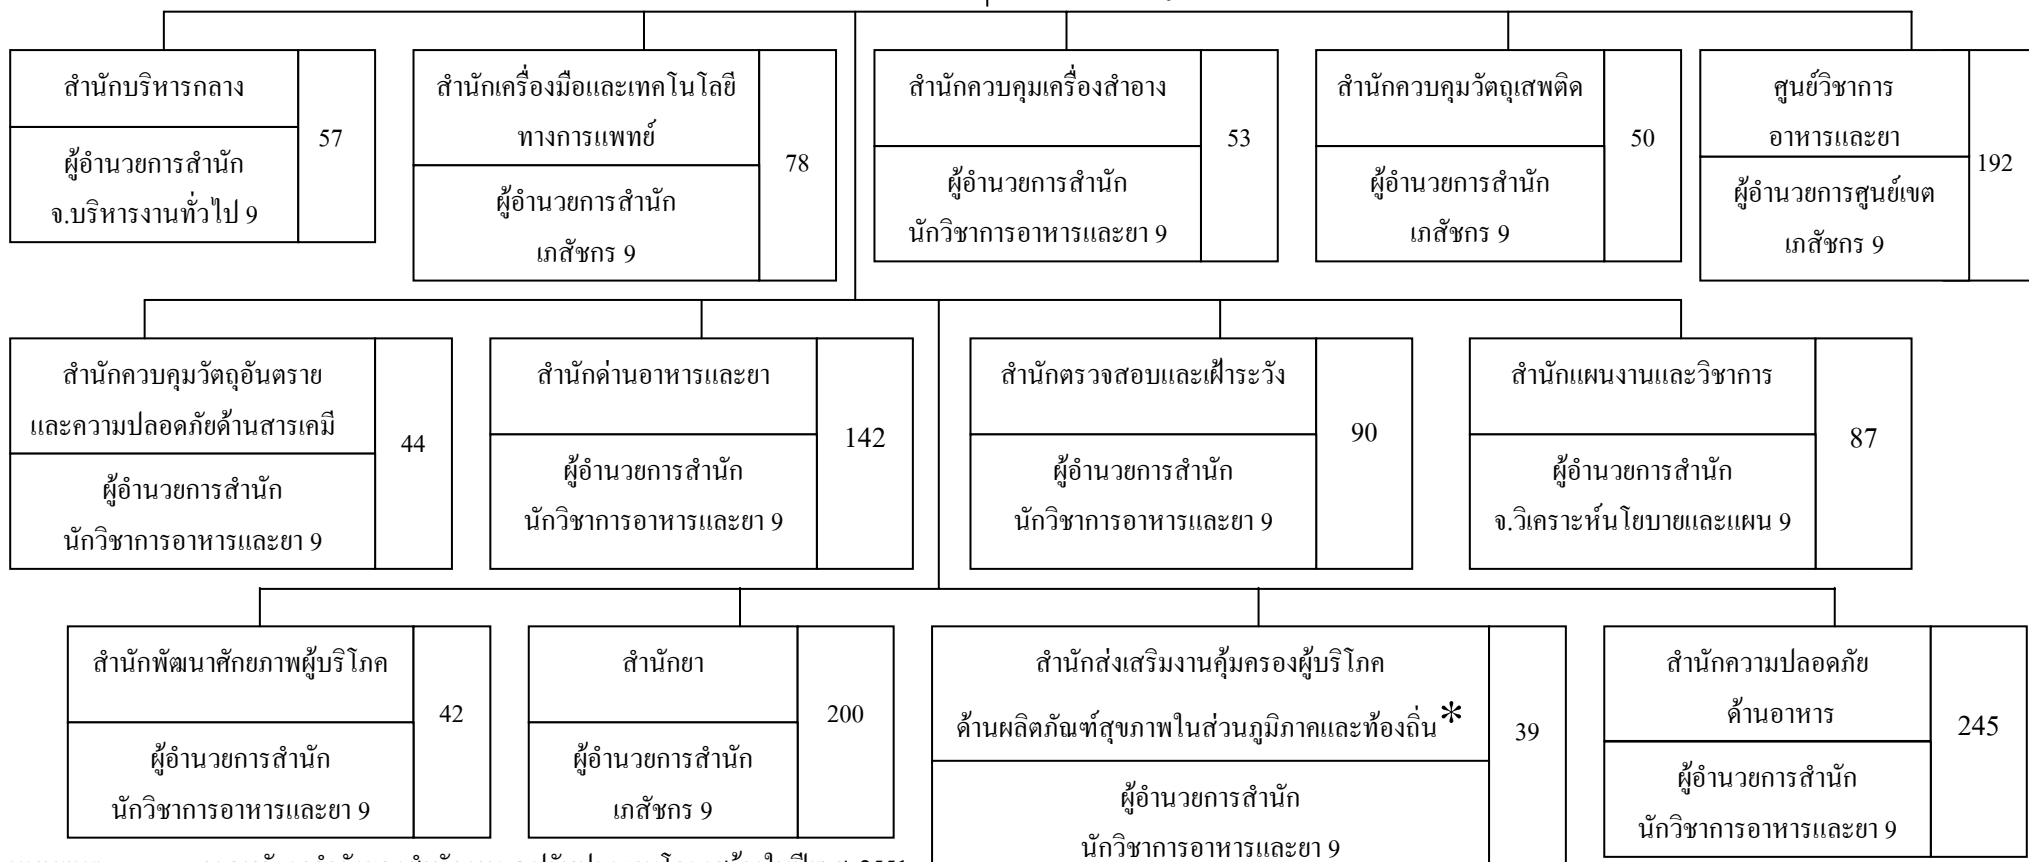 สำนักบริหารกลาง
ผู้อำนวยการสำนัก
จ.บริหารงานทั่วไป 9
57
สำนักเครื่องมือและเทคโนโลยี
ทางการแพทย์
ผู้อำนวยการสำนัก
เภสัชกร 9
78
สำนักควบคุมเครื่องสำอาง
ผู้อำนวยการสำนัก
นักวิชาการอาหารและยา 9
53
สำนักควบคุมวัตถุเสพติด
ผู้อำนวยการสำนัก
เภสัชกร 9
50
ศูนย์วิชาการ
อาหารและยา
ผู้อำนวยการศูนย์เขต
เภสัชกร 9
192
สำนักควบคุมวัตถุอันตราย
และความปลอดภัยด้านสารเคมี
ผู้อำนวยการสำนัก
นักวิชาการอาหารและยา 9
44
สำนักด่านอาหารและยา
ผู้อำนวยการสำนัก
นักวิชาการอาหารและยา 9
142
สำนักตรวจสอบและเฝ้าระวัง
ผู้อำนวยการสำนัก
นักวิชาการอาหารและยา 9
90
สำนักแผนงานและวิชาการ
ผู้อำนวยการสำนัก
จ.วิเคราะห์นโยบายและแผน 9
87
สำนักพัฒนาศักยภาพผู้บริโภค
ผู้อำนวยการสำนัก
นักวิชาการอาหารและยา 9
42
สำนักยา
ผู้อำนวยการสำนัก
เภสัชกร 9
200
สำนักส่งเสริมงานคุ้มครองผู้บริโภค
ด้านผลิตภัณฑ์สุขภาพในส่วนภูมิภาคและท้องถิ่น*
ผู้อำนวยการสำนัก
นักวิชาการอาหารและยา 9
39
สำนักความปลอดภัย
ด้านอาหาร
ผู้อำนวยการสำนัก
นักวิชาการอาหารและยา 9
245